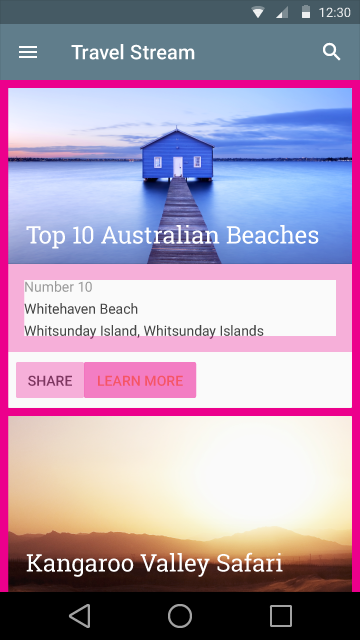 12:30
Travel Stream
Top 10 Australian Beaches
Number 10
Whitehaven Beach
Whitsunday Island, Whitsunday Islands
SHARE LEARN MORE
Kangaroo Valley Safari